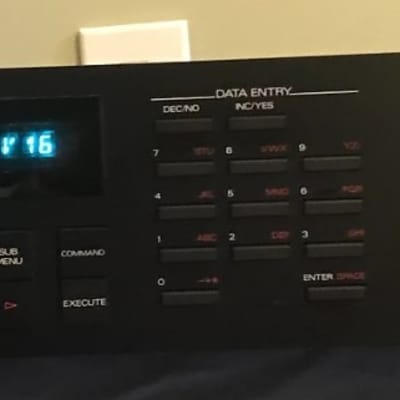 DATA ENTRY
DEC/NO INC/YES
16
7 STU 8 VWX 9 YZ
4 JKL 5 MNO 6 PQR
SUB MENU
COMMAND
1 ABC 2 DEF 3 GHI
EXECUTE
0
ENTER SPACE